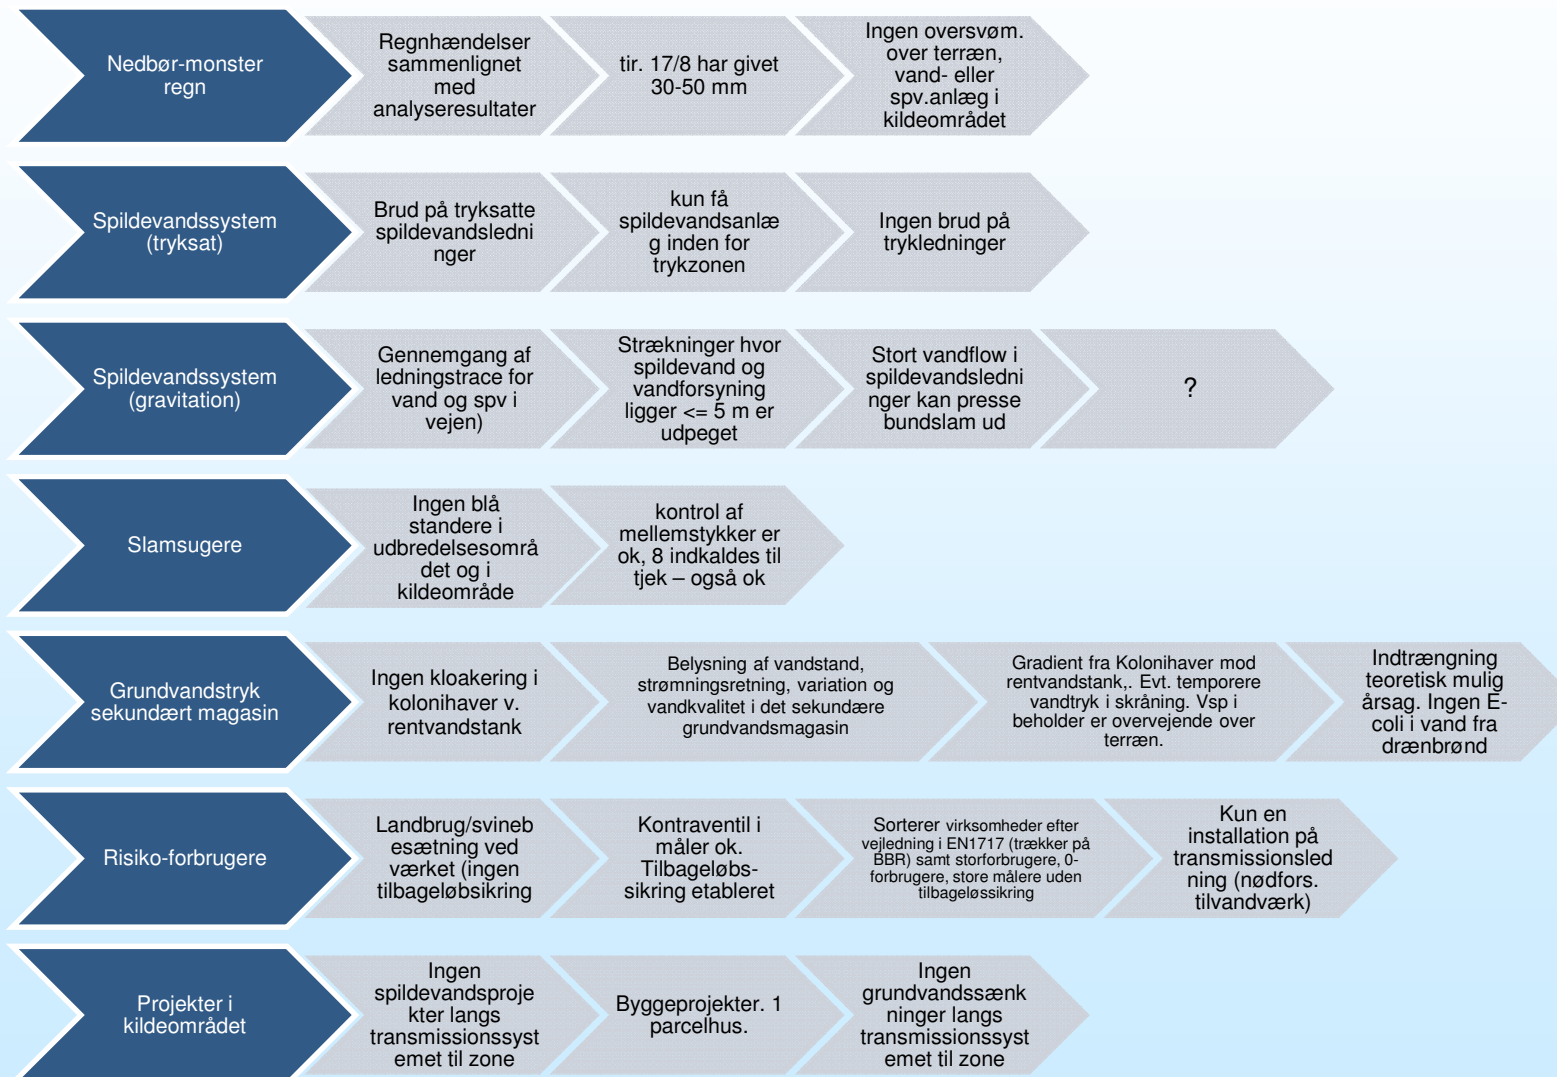 Nedbør-monster
regn
Regnhændelser
sammenlignet
med
analyseresultater
tir. 17/8 har givet
30-50 mm
Ingen oversvøm.
over terræn,
vand- eller
spv.anlæg i
kildeområdet
Spildevandssystem
(tryksat)
Brud på tryksatte
spildevandsledni
nger
kun få
spildevandsanlæ
g inden for
trykzonen
Ingen brud på
trykledninger
Spildevandssystem
(gravitation)
Gennemgang af
ledningstrace for
vand og spv i
vejen)
Strækninger hvor
spildevand og
vandforsyning
ligger <= 5 m er
udpeget
Stort vandflow i
spildevandsledni
nger kan presse
bundslam ud
?
Slamsugere
Ingen blå
standere i
udbredelsesområ
det og i
kildeområde
kontrol af
mellemstykker er
ok, 8 indkaldes til
tjek – også ok
Grundvandstryk
sekundært magasin
Ingen kloakering i
kolonihaver v.
rentvandstank
Belysning af vandstand,
strømningsretning, variation og
vandkvalitet i det sekundære
grundvandsmagasin
Gradient fra Kolonihaver mod
rentvandstank,. Evt. temporere
vandtryk i skråning. Vsp i
beholder er overvejende over
terræn.
Indtrængning
teoretisk mulig
årsag. Ingen E-
coli i vand fra
drænbrønd
Risiko-forbrugere
Landbrug/svineb
esætning ved
værket (ingen
tilbageløbsikring
Kontraventil i
måler ok.
Tilbageløbs-
sikring etableret
Sorterer virksomheder efter
vejledning i EN1717 (trækker på
BBR) samt storforbrugere, 0-
forbrugere, store målere uden
tilbageløssikring
Kun en
installation på
transmissionsled
ning (nødfors.
tilvandværk)
Projekter i
kildeområdet
Ingen
spildevandsproje
kter langs
transmissionssyst
emet til zone
Byggeprojekter. 1
parcelhus.
Ingen
grundvandssænk
ninger langs
transmissionssyst
emet til zone